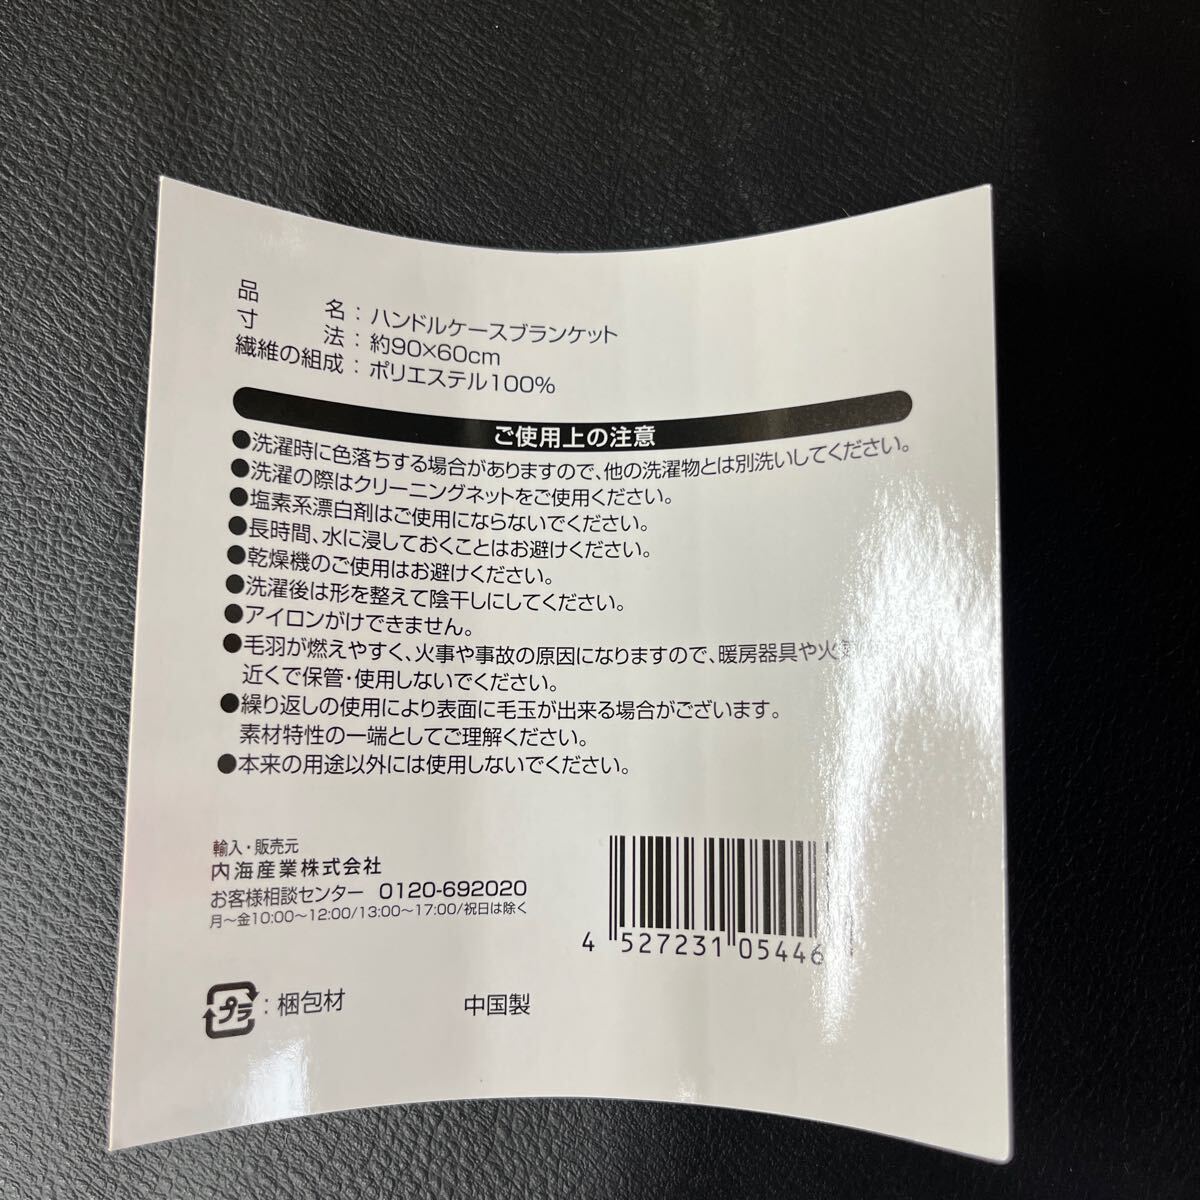 品名：ハンドルケースブランケット
寸法：約90×60cm
繊維の組成：ポリエステル100%
ご使用上の注意
●洗濯時に色落ちする場合がありますので、他の洗濯物とは別洗いしてください。
●洗濯の際はクリーニングネットをご使用ください。
●塩素系漂白剤はご使用にならないでください。
●長時間、水に浸しておくことはお避けください。
●乾燥機のご使用はお避けください。
●洗濯後は形を整えて陰干しにしてください。
●アイロンがけできません。
●毛羽が燃えやすく、火事や事故の原因になりますので、暖房器具や火
近くで保管・使用しないでください。
●繰り返しの使用により表面に毛玉が出来る場合がございます。
素材特性の一端としてご理解ください。
●本来の用途以外には使用しないでください。
輸入・販売元
内海産業株式会社
お客様相談センター 0120-692020
月～金10:00～12:00/13:00～17:00/祝日は除く
4 527231 05446
プラ：梱包材 中国製